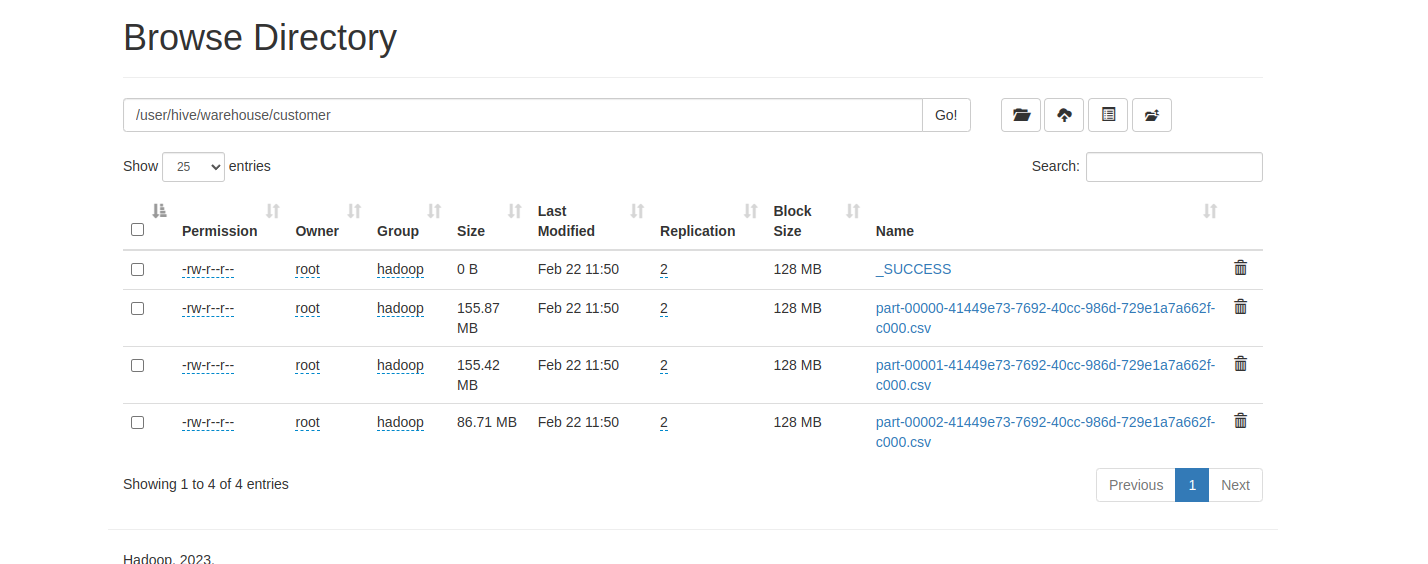 Browse Directory
/user/hive/warehouse/customer Go!
Show 25 entries Search:
Permission Owner Group Size Last Modified Replication Block Size Name
-rw-r--r-- root hadoop 0 B Feb 22 11:50 2 128 MB _SUCCESS
-rw-r--r-- root hadoop 155.87 MB Feb 22 11:50 2 128 MB part-00000-41449e73-7692-40cc-986d-729e1a7a662f-c000.csv
-rw-r--r-- root hadoop 155.42 MB Feb 22 11:50 2 128 MB part-00001-41449e73-7692-40cc-986d-729e1a7a662f-c000.csv
-rw-r--r-- root hadoop 86.71 MB Feb 22 11:50 2 128 MB part-00002-41449e73-7692-40cc-986d-729e1a7a662f-c000.csv
Showing 1 to 4 of 4 entries Previous 1 Next
Hadoop, 2023.